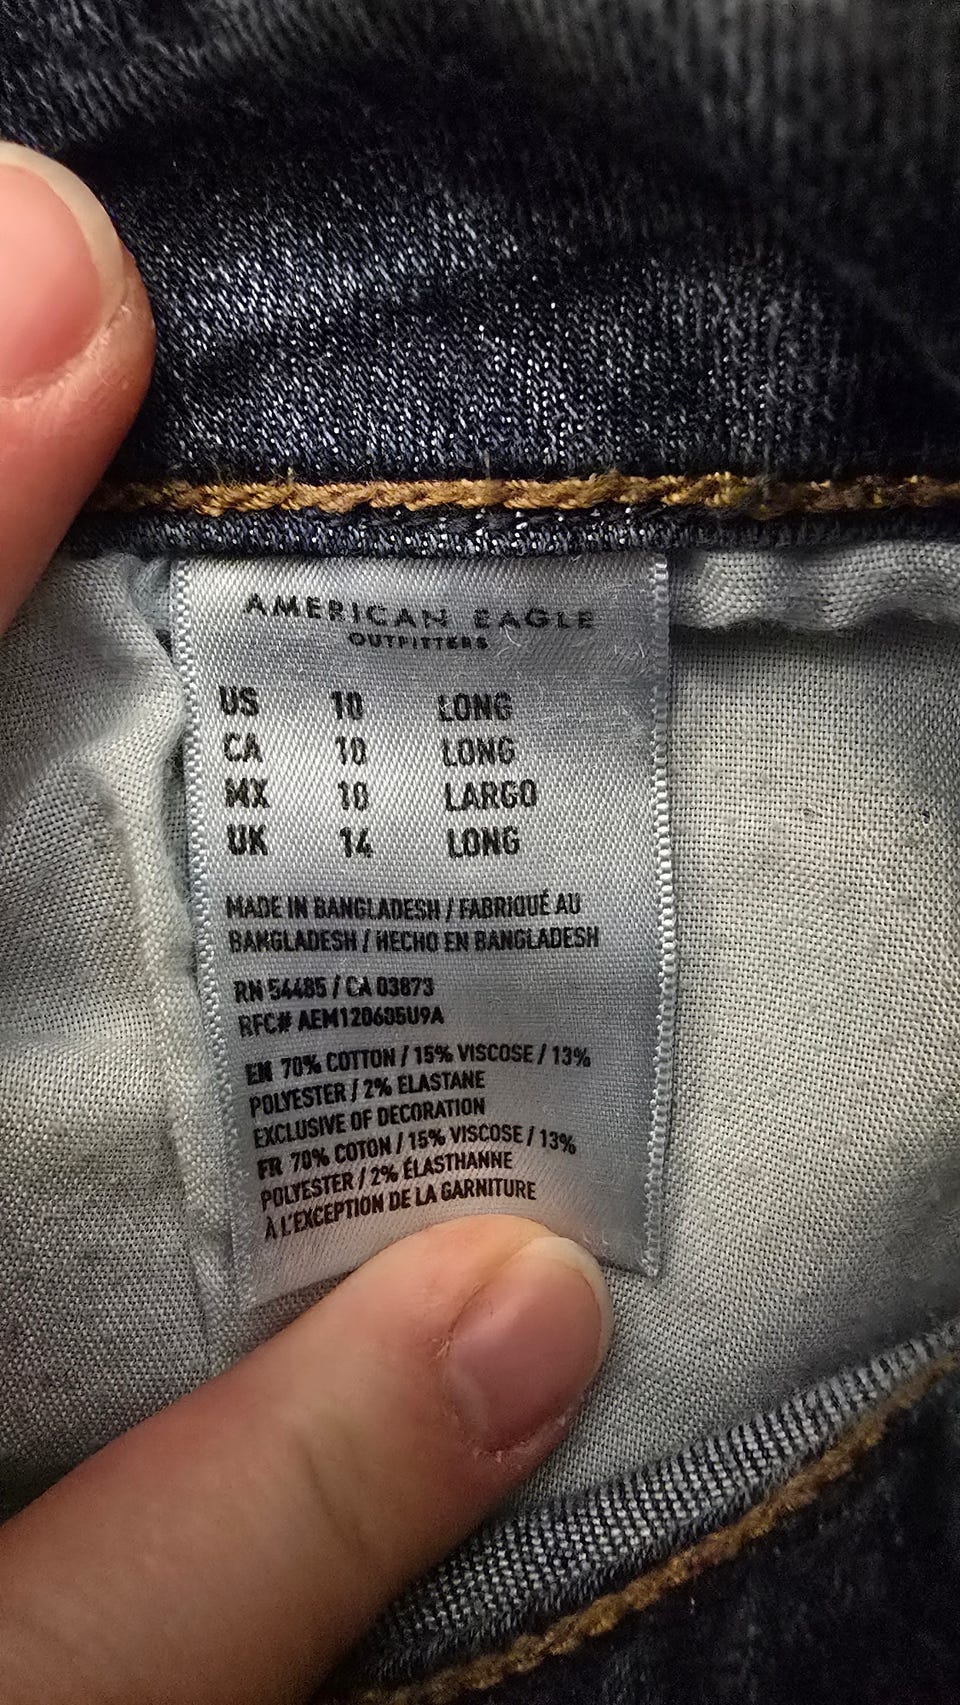 AMERICAN EAGLE
OUTFITTERS
US 10 LONG
CA 10 LONG
MX 10 LARGO
UK 14 LONG
MADE IN BANGLADESH / FABRIQUÉ AU
BANGLADESH / HECHO EN BANGLADESH
RN 54485 / CA 03873
RFC# AEM120605U9A
EN 70% COTTON / 15% VISCOSE / 13%
POLYESTER / 2% ELASTANE
EXCLUSIVE OF DECORATION
FR 70% COTON / 15% VISCOSE / 13%
POLYESTER / 2% ÉLASTHANNE
À L'EXCEPTION DE LA GARNITURE